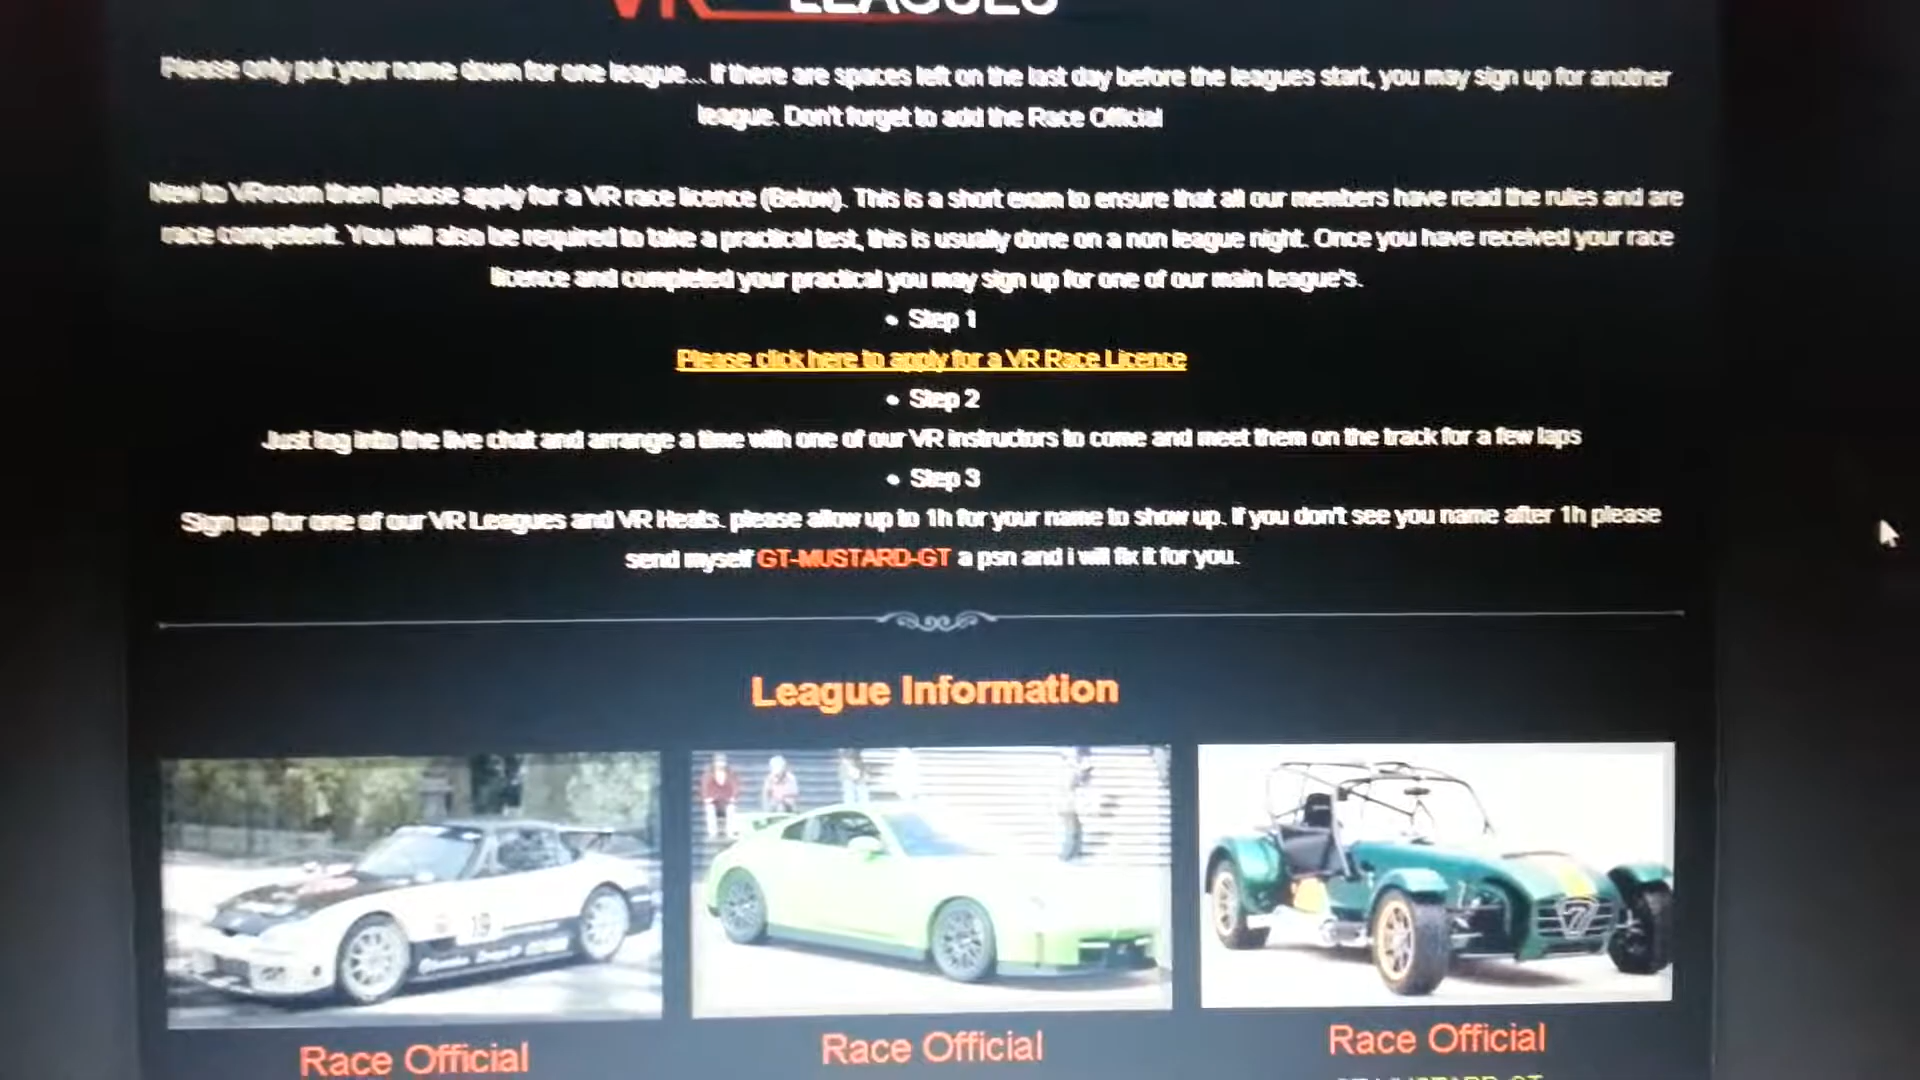 VR LEAGUES
Please only put your name down for one league... If there are spaces left on the last day before the leagues start, you may sign up for another
league. Don't forget to add the Race Official
New to VRroom then please apply for a VR race licence (Below). This is a short exam to ensure that all our members have read the rules and are
race competent. You will also be required to take a practical test, this is usually done on a non league night. Once you have received your race
licence and completed your practical you may sign up for one of our main league's.
• Step 1
Please click here to apply for a VR Race Licence
• Step 2
Just log into the live chat and arrange a time with one of our VR instructors to come and meet them on the track for a few laps
• Step 3
Sign up for one of our VR Leagues and VR Heats. please allow up to 1h for your name to show up. If you don't see you name after 1h please
send myself GT-MUSTARD-GT a psn and i will fix it for you.
League Information
19
7
Race Official
Race Official
Race Official
GT-MUSTARD-GT